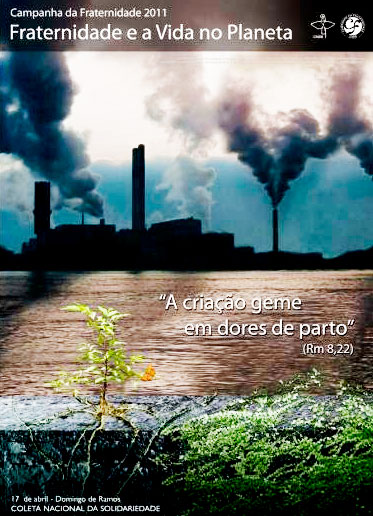 Campanha da Fraternidade 2011
Fraternidade e a Vida no Planeta
“A criação geme
em dores de parto”
(Rm 8,22)
17 de abril - Domingo de Ramos
COLETA NACIONAL DA SOLIDARIEDADE